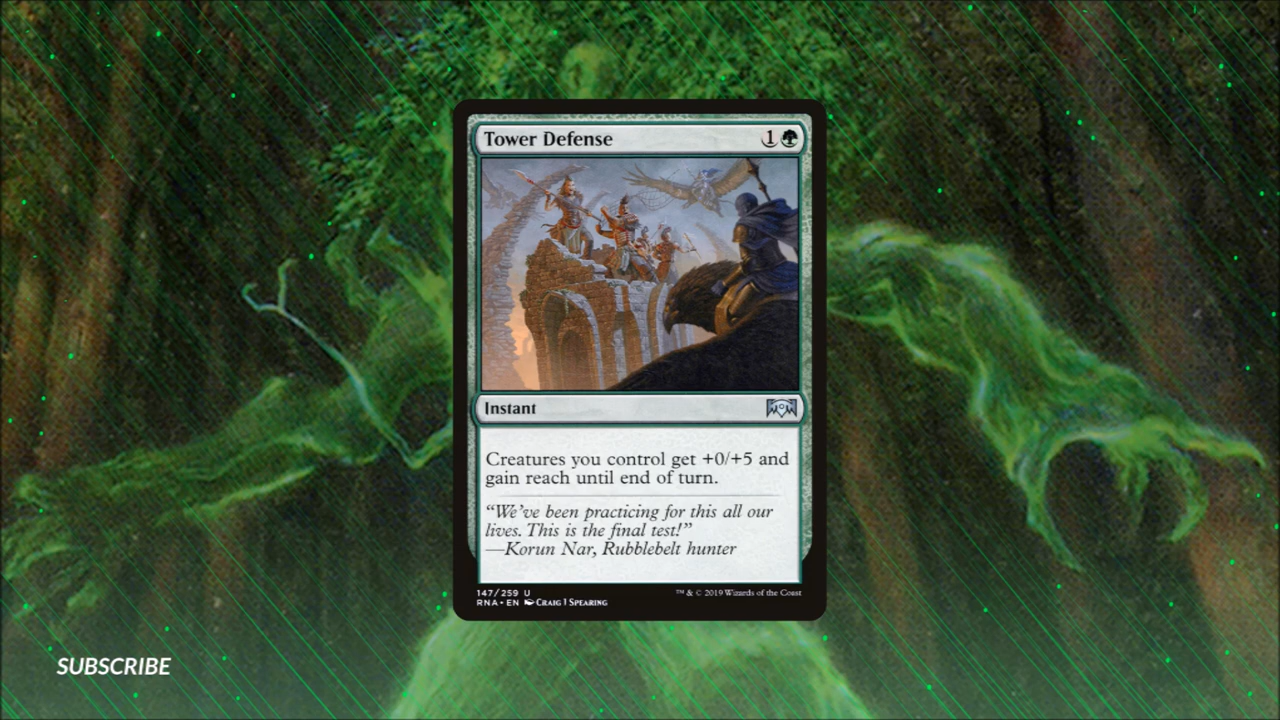 Tower Defense 1
Instant
Creatures you control get +0/+5 and
gain reach until end of turn.
“We’ve been practicing for this all our
lives. This is the final test!”
—Korun Nar, Rubblebelt hunter
147/259 U
RNA • EN Craig J Spearing
™ & © 2019 Wizards of the Coast
SUBSCRIBE